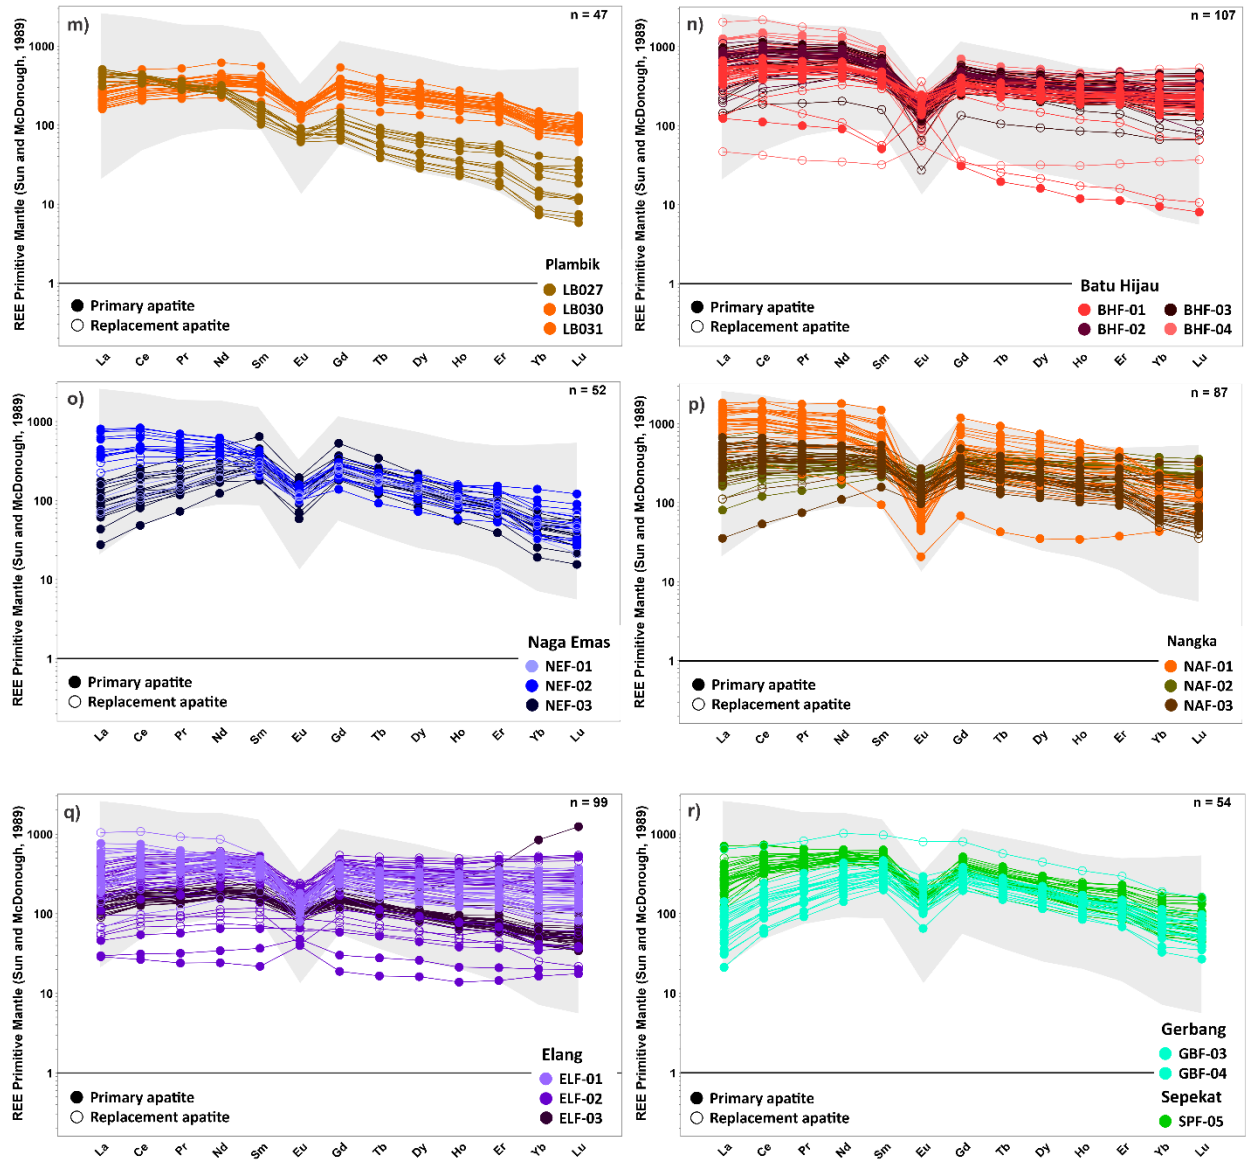 m)
n = 47
REE Primitive Mantle (Sun and McDonough, 1989)
1000
100
10
1
Plambik
LB027
LB030
LB031
Primary apatite
Replacement apatite
La Ce Pr Nd Sm Eu Gd Tb Dy Ho Er Yb Lu
n)
n = 107
REE Primitive Mantle (Sun and McDonough, 1989)
1000
100
10
1
Batu Hijau
BHF-01 BHF-03
BHF-02 BHF-04
Primary apatite
Replacement apatite
La Ce Pr Nd Sm Eu Gd Tb Dy Ho Er Yb Lu
o)
n = 52
REE Primitive Mantle (Sun and McDonough, 1989)
1000
100
10
1
Naga Emas
NEF-01
NEF-02
NEF-03
Primary apatite
Replacement apatite
La Ce Pr Nd Sm Eu Gd Tb Dy Ho Er Yb Lu
p)
n = 87
REE Primitive Mantle (Sun and McDonough, 1989)
1000
100
10
1
Nangka
NAF-01
NAF-02
NAF-03
Primary apatite
Replacement apatite
La Ce Pr Nd Sm Eu Gd Tb Dy Ho Er Yb Lu
q)
n = 99
REE Primitive Mantle (Sun and McDonough, 1989)
1000
100
10
1
Elang
ELF-01
ELF-02
ELF-03
Primary apatite
Replacement apatite
La Ce Pr Nd Sm Eu Gd Tb Dy Ho Er Yb Lu
r)
n = 54
REE Primitive Mantle (Sun and McDonough, 1989)
1000
100
10
1
Gerbang
GBF-03
GBF-04
Sepekat
SPF-05
Primary apatite
Replacement apatite
La Ce Pr Nd Sm Eu Gd Tb Dy Ho Er Yb Lu